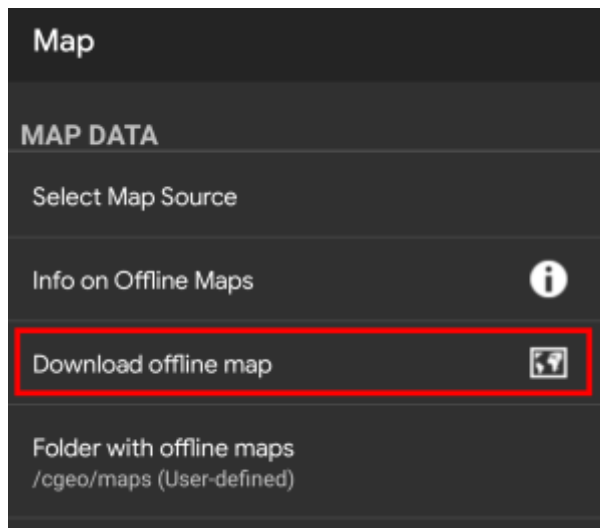 Map
MAP DATA
Select Map Source
Info on Offline Maps
Download offline map
Folder with offline maps
/cgeo/maps (User-defined)